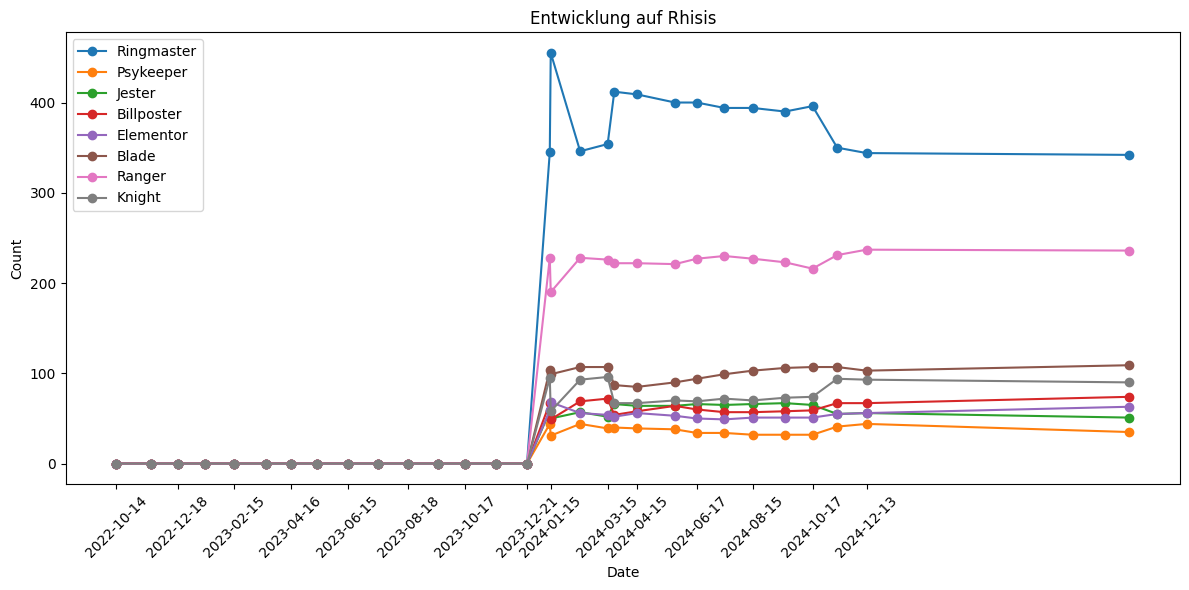 Entwicklung auf Rhisis
Ringmaster
Psykeeper
Jester
Billposter
Elementor
Blade
Ranger
Knight
Count
400
300
200
100
0
2022-10-14
2022-12-18
2023-02-15
2023-04-16
2023-06-15
2023-08-18
2023-10-17
2023-12-21
2024-01-15
2024-03-15
2024-04-15
2024-06-17
2024-08-15
2024-10-17
2024-12-13
Date